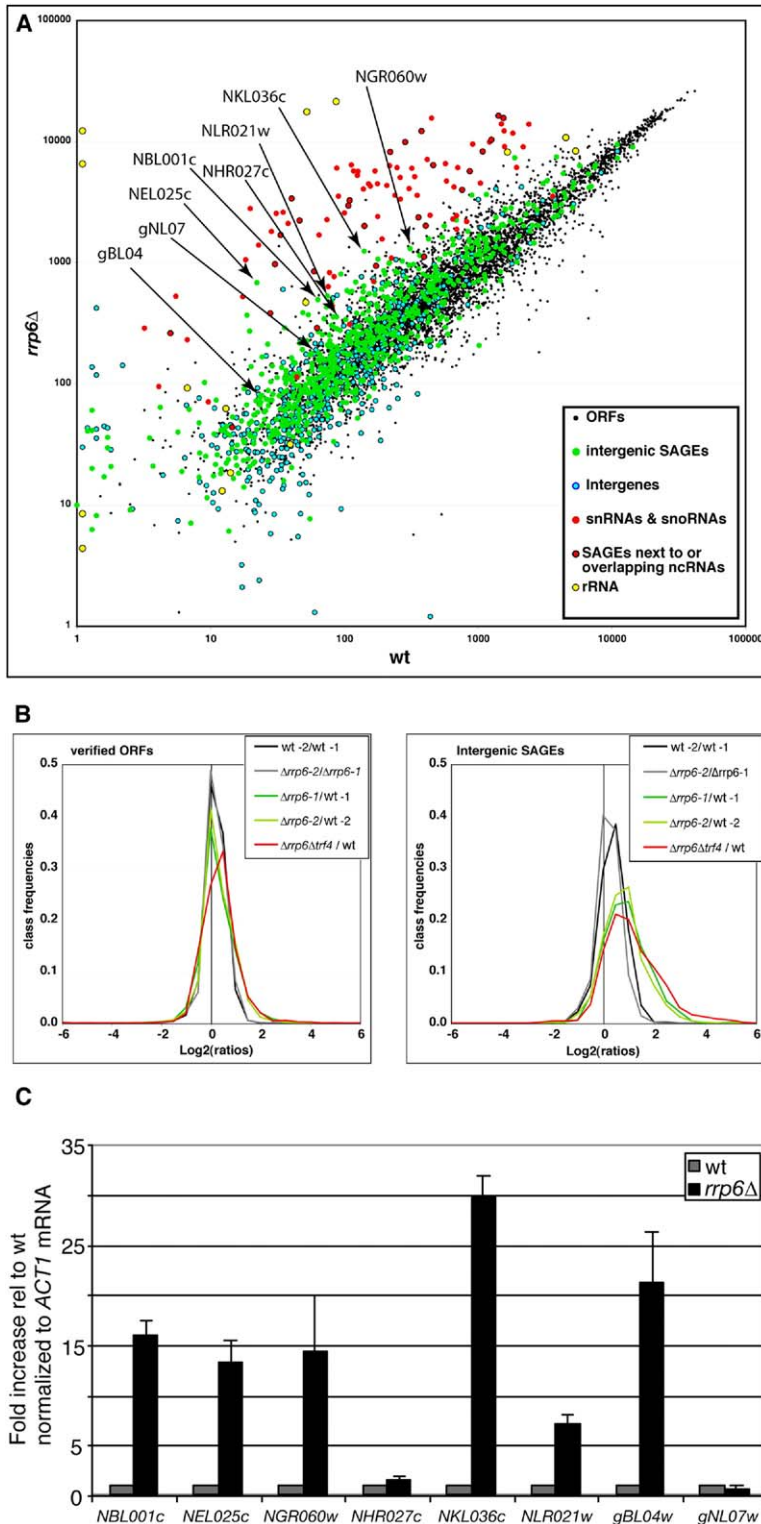 A
100000
10000
1000
100
10
1
rrp6Δ
NGR060w
NKL036c
NLR021w
NBL001c
NHR027c
NEL025c
gNL07
gBL04
ORFs
intergenic SAGEs
Intergenes
snRNAs & snoRNAs
SAGEs next to or
overlapping ncRNAs
rRNA
1 10 100 1000 10000 100000
wt
B
verified ORFs
wt -2/wt -1
Δrrp6-2/Δrrp6-1
Δrrp6-1/wt -1
Δrrp6-2/wt -2
Δrrp6Δtrf4 / wt
class frequencies
0.5
0.4
0.3
0.2
0.1
0.0
-6 -4 -2 0 2 4 6
Log2(ratios)
Intergenic SAGEs
wt -2/wt -1
Δrrp6-2/Δrrp6-1
Δrrp6-1/wt -1
Δrrp6-2/wt -2
Δrrp6Δtrf4 / wt
class frequencies
0.5
0.4
0.3
0.2
0.1
0.0
-6 -4 -2 0 2 4 6
Log2(ratios)
C
Fold increase rel to wt
normalized to ACT1 mRNA
35
25
15
5
0
wt
rrp6Δ
NBL001c NEL025c NGR060w NHR027c NKL036c NLR021w gBL04w gNL07w